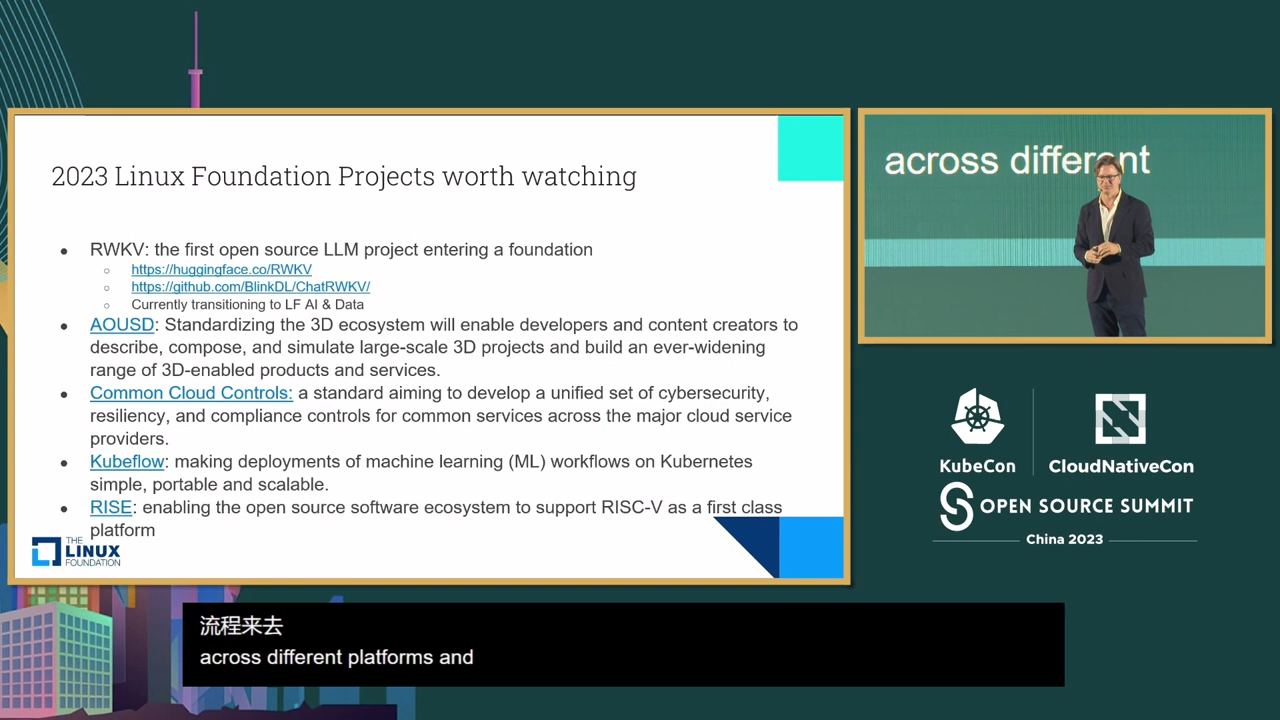 2023 Linux Foundation Projects worth watching
RWKV: the first open source LLM project entering a foundation
https://huggingface.co/RWKV
https://github.com/BlinkDL/ChatRWKV/
Currently transitioning to LF AI & Data
AOUSD: Standardizing the 3D ecosystem will enable developers and content creators to
describe, compose, and simulate large-scale 3D projects and build an ever-widening
range of 3D-enabled products and services.
Common Cloud Controls: a standard aiming to develop a unified set of cybersecurity,
resiliency, and compliance controls for common services across the major cloud service
providers.
Kubeflow: making deployments of machine learning (ML) workflows on Kubernetes
simple, portable and scalable.
RISE: enabling the open source software ecosystem to support RISC-V as a first class
platform
THE
LINUX
FOUNDATION
across different
KubeCon
CloudNativeCon
OPEN SOURCE SUMMIT
China 2023
流程来去
across different platforms and